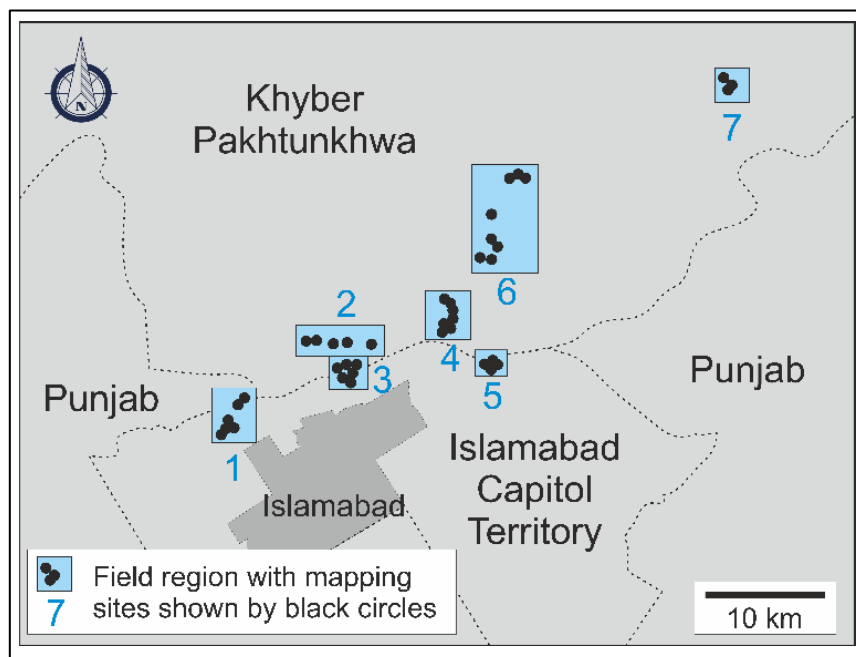 Khyber
Pakhtunkhwa
N
7
6
2
4
3
5
Punjab
Punjab
1
Islamabad
Capitol
Territory
Islamabad
Field region with mapping
sites shown by black circles
7
10 km